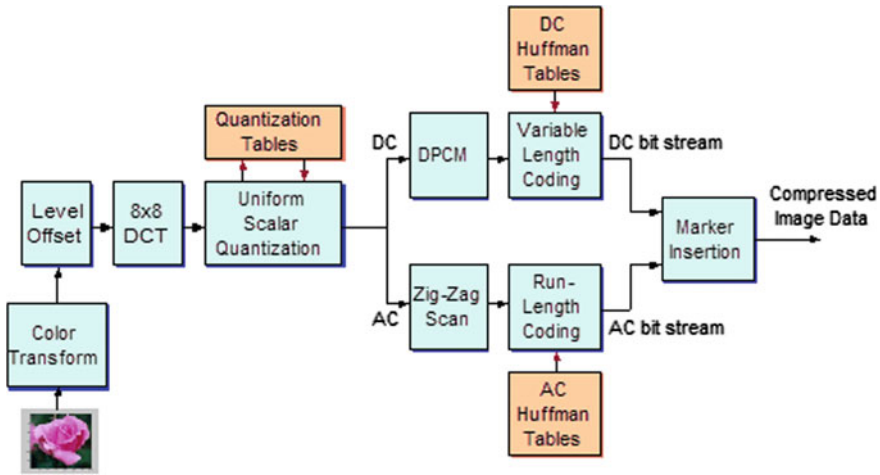 DC
Huffman
Tables
Quantization
Tables
DC
DPCM
Variable
Length
Coding
DC bit stream
Level
Offset
8x8
DCT
Uniform
Scalar
Quantization
Marker
Insertion
Compressed
Image Data
Color
Transform
AC
Zig-Zag
Scan
Run-
Length
Coding
AC bit stream
AC
Huffman
Tables